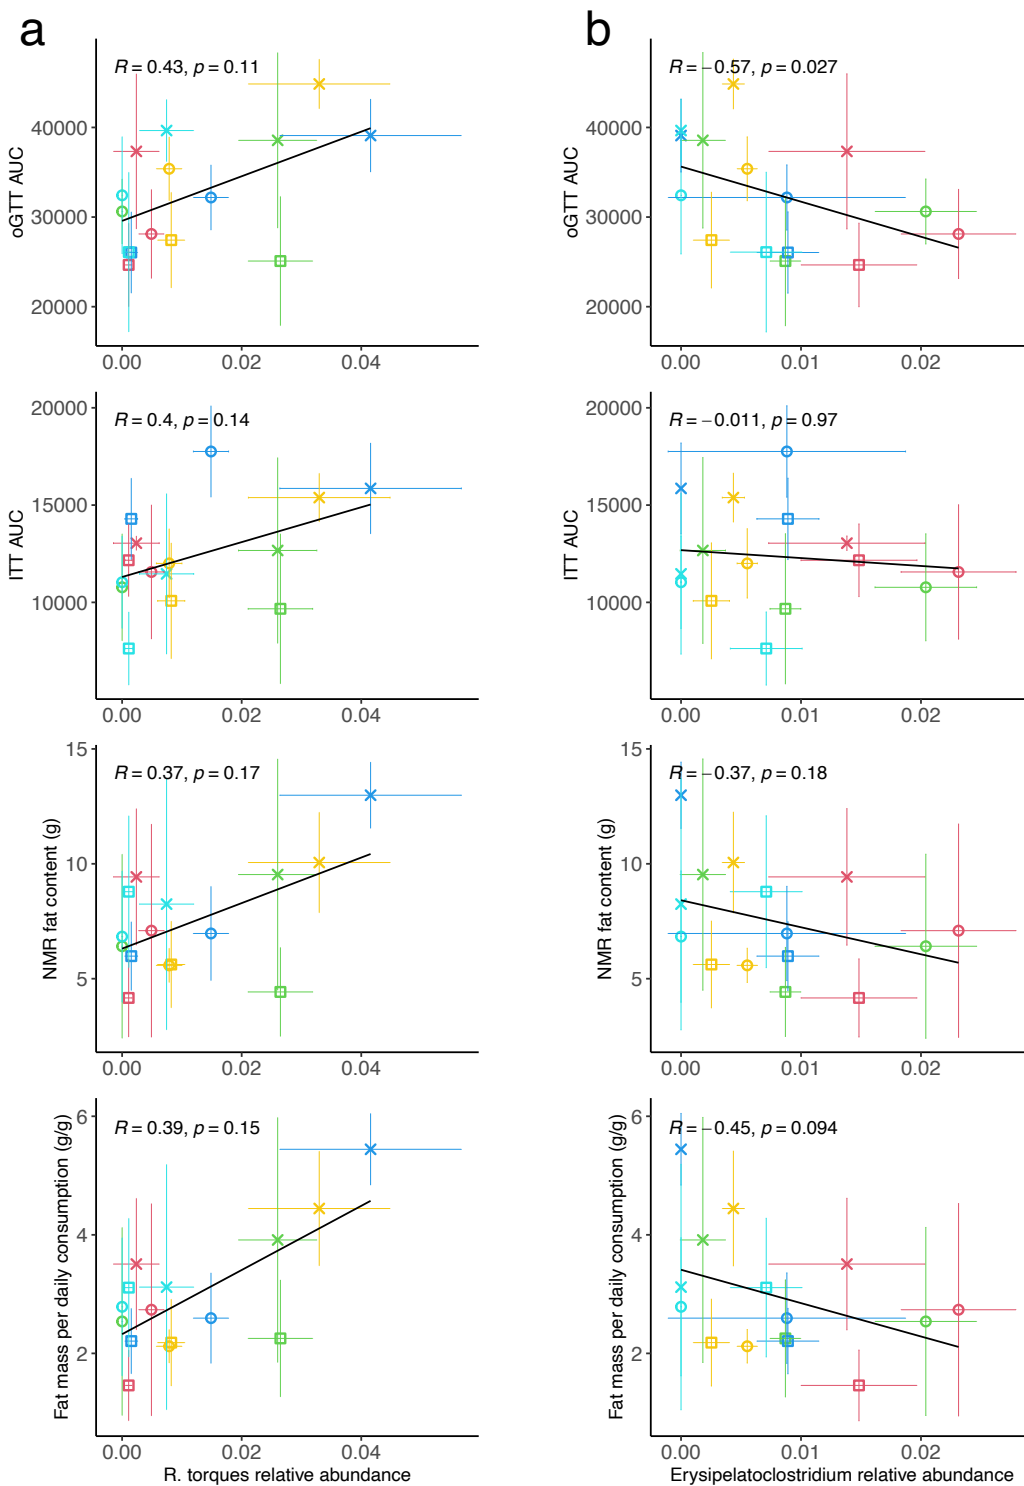 a
b
R = 0.43, p = 0.11
oGTT AUC
40000
30000
20000
0.00 0.02 0.04
R = −0.57, p = 0.027
oGTT AUC
40000
30000
20000
0.00 0.01 0.02
R = 0.4, p = 0.14
ITT AUC
20000
15000
10000
0.00 0.02 0.04
R = −0.011, p = 0.97
ITT AUC
20000
15000
10000
0.00 0.01 0.02
R = 0.37, p = 0.17
NMR fat content (g)
15
10
5
0.00 0.02 0.04
R = −0.37, p = 0.18
NMR fat content (g)
15
10
5
0.00 0.01 0.02
R = 0.39, p = 0.15
Fat mass per daily consumption (g/g)
6
4
2
0.00 0.02 0.04
R. torques relative abundance
R = −0.45, p = 0.094
Fat mass per daily consumption (g/g)
6
4
2
0.00 0.01 0.02
Erysipelatoclostridium relative abundance